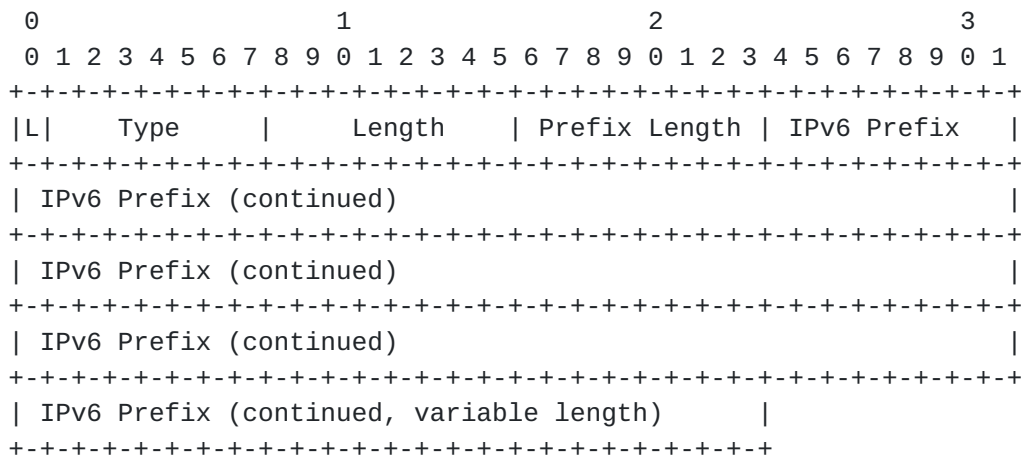 0                   1                   2                   3
 0 1 2 3 4 5 6 7 8 9 0 1 2 3 4 5 6 7 8 9 0 1 2 3 4 5 6 7 8 9 0 1
+-+-+-+-+-+-+-+-+-+-+-+-+-+-+-+-+-+-+-+-+-+-+-+-+-+-+-+-+-+-+-+-+
|L|    Type     |     Length    | Prefix Length | IPv6 Prefix   |
+-+-+-+-+-+-+-+-+-+-+-+-+-+-+-+-+-+-+-+-+-+-+-+-+-+-+-+-+-+-+-+-+
| IPv6 Prefix (continued)                                       |
+-+-+-+-+-+-+-+-+-+-+-+-+-+-+-+-+-+-+-+-+-+-+-+-+-+-+-+-+-+-+-+-+
| IPv6 Prefix (continued)                                       |
+-+-+-+-+-+-+-+-+-+-+-+-+-+-+-+-+-+-+-+-+-+-+-+-+-+-+-+-+-+-+-+-+
| IPv6 Prefix (continued)                                       |
+-+-+-+-+-+-+-+-+-+-+-+-+-+-+-+-+-+-+-+-+-+-+-+-+-+-+-+-+-+-+-+-+
| IPv6 Prefix (continued, variable length)      |
+-+-+-+-+-+-+-+-+-+-+-+-+-+-+-+-+-+-+-+-+-+-+-+-+